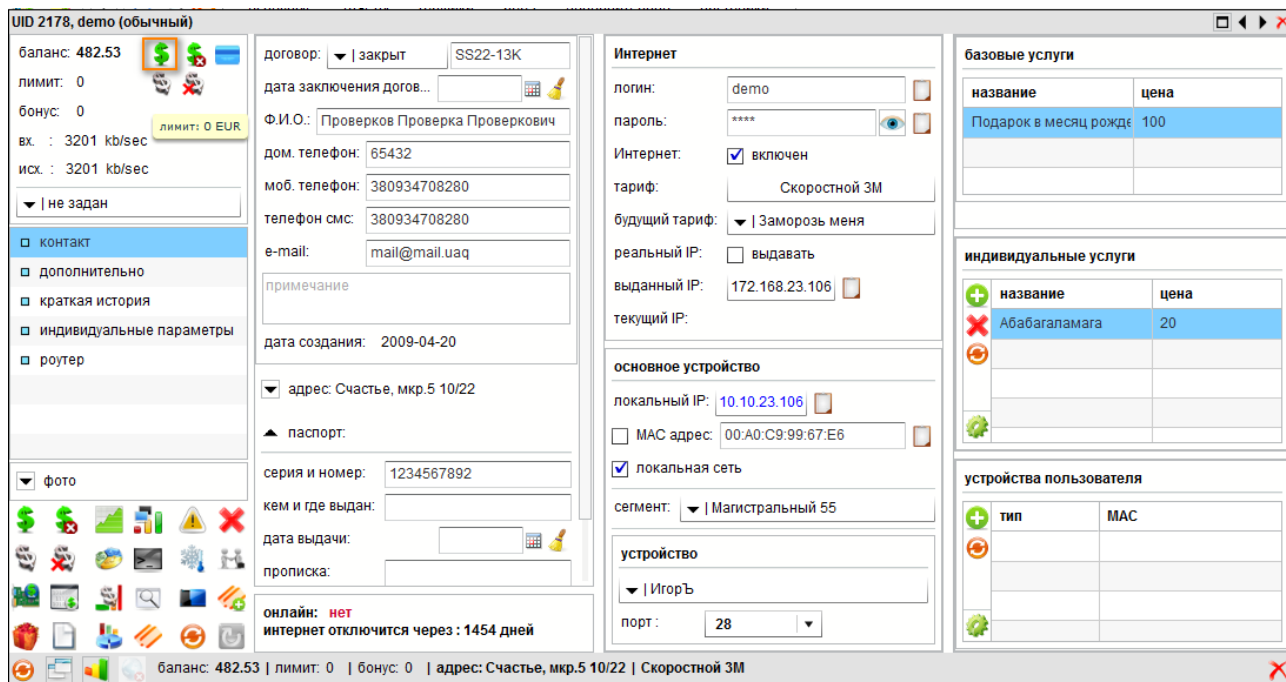 UID 2178, demo (обычный)
баланс: 482.53
лимит: 0
бонус: 0
лимит: 0 EUR
вх. : 3201 kb/sec
исх. : 3201 kb/sec
| не задан
контакт
дополнительно
краткая история
индивидуальные параметры
роутер
фото
договор: | закрыт SS22-13K
дата заключения догов...
Ф.И.О.: Проверков Проверка Проверкович
дом. телефон: 65432
моб. телефон: 380934708280
телефон смс: 380934708280
e-mail: mail@mail.uaq
примечание
дата создания: 2009-04-20
адрес: Счастье, мкр.5 10/22
паспорт:
серия и номер: 1234567892
кем и где выдан:
дата выдачи:
прописка:
онлайн: нет
интернет отключится через : 1454 дней
Интернет
логин: demo
пароль: ****
Интернет: включен
тариф: Скоростной 3М
будущий тариф: | Заморозь меня
реальный IP: выдавать
выданный IP: 172.168.23.106
текущий IP:
основное устройство
локальный IP: 10.10.23.106
MAC адрес: 00:A0:C9:99:67:E6
локальная сеть
сегмент: | Магистральный 55
устройство
| ИгорЪ
порт : 28
базовые услуги
название цена
Подарок в месяц рожде 100
индивидуальные услуги
название цена
Абабагаламага 20
устройства пользователя
тип MAC
баланс: 482.53 | лимит: 0 | бонус: 0 | адрес: Счастье, мкр.5 10/22 | Скоростной 3М